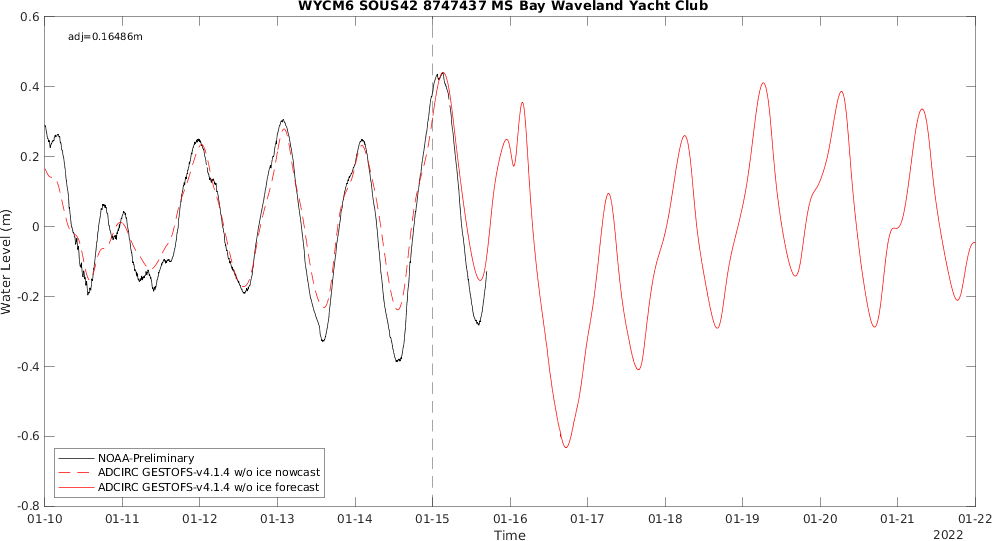 WYCM6 SOUS42 8747437 MS Bay Waveland Yacht Club
adj=0.16486m
0.6
0.4
0.2
0
-0.2
-0.4
-0.6
-0.8
Water Level (m)
NOAA-Preliminary
ADCIRC GESTOFS-v4.1.4 w/o ice nowcast
ADCIRC GESTOFS-v4.1.4 w/o ice forecast
01-10 01-11 01-12 01-13 01-14 01-15 01-16 01-17 01-18 01-19 01-20 01-21 01-22
Time
2022